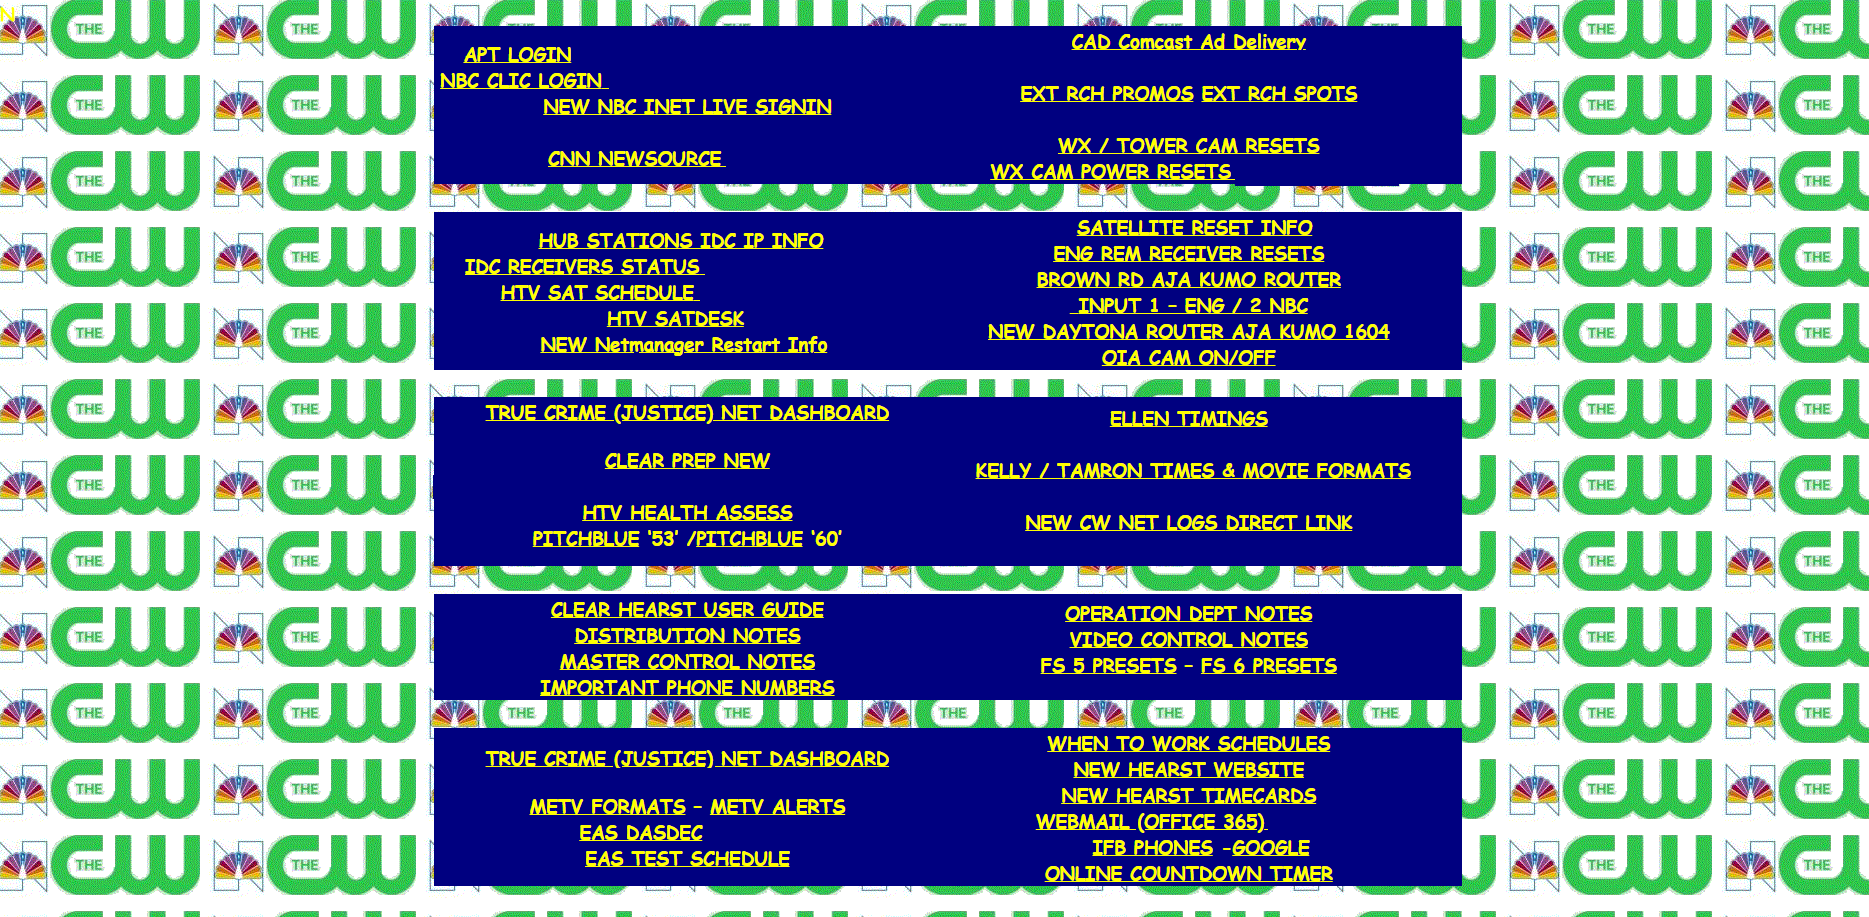 N
APT LOGIN
NBC CLIC LOGIN
NEW NBC INET LIVE SIGNIN
CNN NEWSOURCE
CAD Comcast Ad Delivery
EXT RCH PROMOS EXT RCH SPOTS
WX / TOWER CAM RESETS
WX CAM POWER RESETS
HUB STATIONS IDC IP INFO
IDC RECEIVERS STATUS
HTV SAT SCHEDULE
HTV SATDESK
NEW Netmanager Restart Info
SATELLITE RESET INFO
ENG REM RECEIVER RESETS
BROWN RD AJA KUMO ROUTER
INPUT 1 – ENG / 2 NBC
NEW DAYTONA ROUTER AJA KUMO 1604
OIA CAM ON/OFF
TRUE CRIME (JUSTICE) NET DASHBOARD
CLEAR PREP NEW
HTV HEALTH ASSESS
PITCHBLUE ‘53’ /PITCHBLUE ‘60’
ELLEN TIMINGS
KELLY / TAMRON TIMES & MOVIE FORMATS
NEW CW NET LOGS DIRECT LINK
CLEAR HEARST USER GUIDE
DISTRIBUTION NOTES
MASTER CONTROL NOTES
IMPORTANT PHONE NUMBERS
OPERATION DEPT NOTES
VIDEO CONTROL NOTES
FS 5 PRESETS – FS 6 PRESETS
TRUE CRIME (JUSTICE) NET DASHBOARD
METV FORMATS – METV ALERTS
EAS DASDEC
EAS TEST SCHEDULE
WHEN TO WORK SCHEDULES
NEW HEARST WEBSITE
NEW HEARST TIMECARDS
WEBMAIL (OFFICE 365)
IFB PHONES –GOOGLE
ONLINE COUNTDOWN TIMER
THE CW